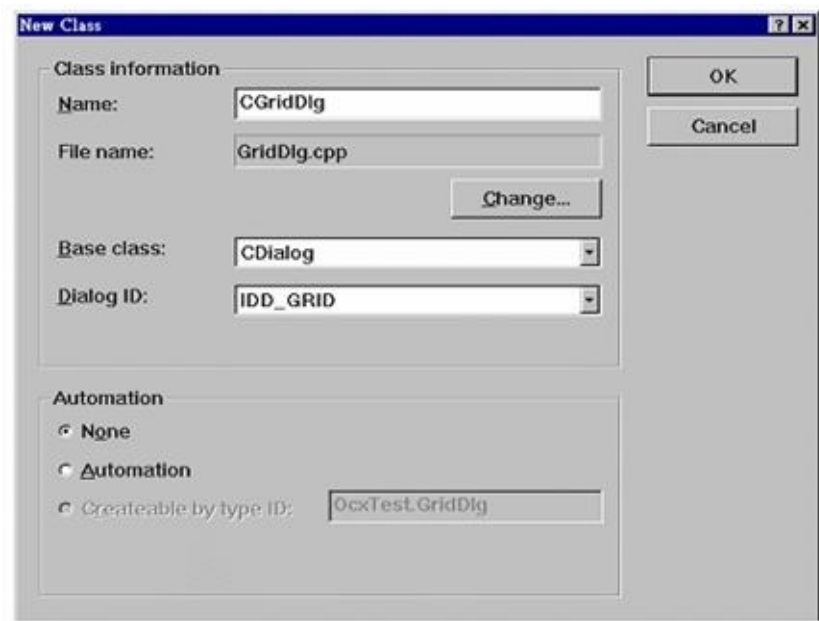 New Class
Class information
Name:
CGridDlg
File name:
GridDlg.cpp
Change...
Base class:
CDialog
Dialog ID:
IDD_GRID
Automation
None
Automation
Createable by type ID:
OcxTest.GridDlg
OK
Cancel